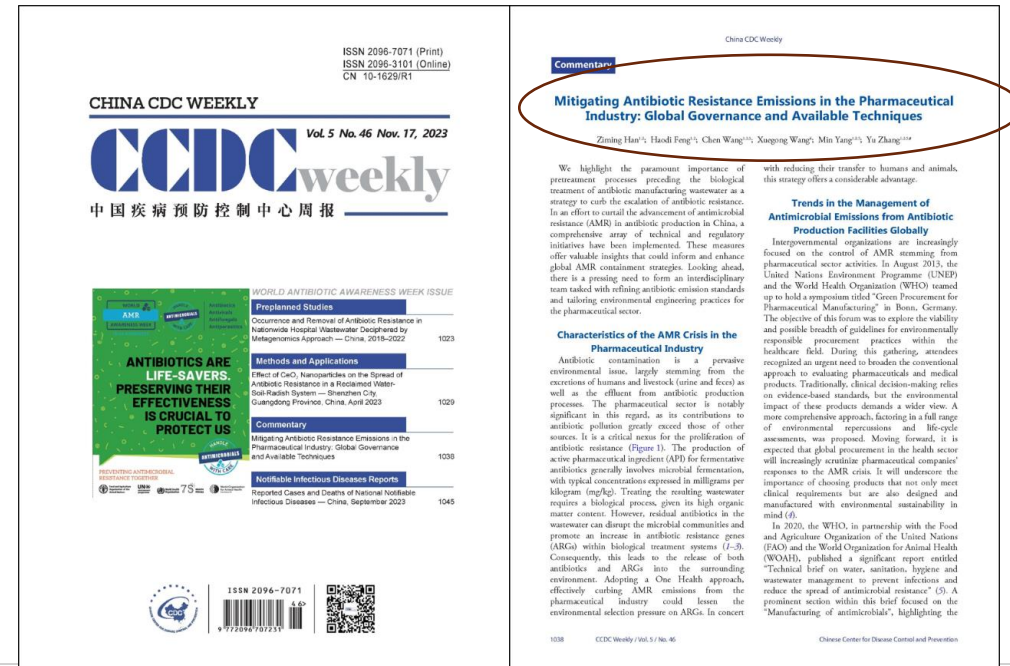 ISSN 2096-7071 (Print)
ISSN 2096-3101 (Online)
CN 10-1629/R1
CHINA CDC WEEKLY
Vol. 5 No. 46 Nov. 17, 2023
CCDC weekly
中国疾病预防控制中心周报
WORLD ANTIBIOTIC AWARENESS WEEK ISSUE
WORLD
AMR
AWARENESS WEEK
ANTIMICROBIALS
Antibiotics
Antivirals
Antifungals
Antiparasitics
ANTIBIOTICS ARE
LIFE-SAVERS.
PRESERVING THEIR
EFFECTIVENESS
IS CRUCIAL TO
PROTECT US
HANDLE
ANTIMICROBIALS
WITH CARE
PREVENTING ANTIMICROBIAL
RESISTANCE TOGETHER
Preplanned Studies
Occurrence and Removal of Antibiotic Resistance in
Nationwide Hospital Wastewater Deciphered by
Metagenomics Approach — China, 2018–2022 1023
Methods and Applications
Effect of CeO₂ Nanoparticles on the Spread of
Antibiotic Resistance in a Reclaimed Water-
Soil-Radish System — Shenzhen City,
Guangdong Province, China, April 2023 1029
Commentary
Mitigating Antibiotic Resistance Emissions in the
Pharmaceutical Industry: Global Governance
and Available Techniques 1038
Notifiable Infectious Diseases Reports
Reported Cases and Deaths of National Notifiable
Infectious Diseases — China, September 2023 1045
CDC
ISSN 2096-7071
46>
9 772096 707231
China CDC Weekly
Commentary
Mitigating Antibiotic Resistance Emissions in the Pharmaceutical
Industry: Global Governance and Available Techniques
Ziming Han; Haodi Feng; Chen Wang; Xuegong Wang; Min Yang; Yu Zhang
We highlight the paramount importance of
pretreatment processes preceding the biological
treatment of antibiotic manufacturing wastewater as a
strategy to curb the escalation of antibiotic resistance.
In an effort to curtail the advancement of antimicrobial
resistance (AMR) in antibiotic production in China, a
comprehensive array of technical and regulatory
initiatives have been implemented. These measures
offer valuable insights that could inform and enhance
global AMR containment strategies. Looking ahead,
there is a pressing need to form an interdisciplinary
team tasked with refining antibiotic emission standards
and tailoring environmental engineering practices for
the pharmaceutical sector.
Characteristics of the AMR Crisis in the
Pharmaceutical Industry
Antibiotic contamination is a pervasive
environmental issue, largely stemming from the
excretions of humans and livestock (urine and feces) as
well as the effluent from antibiotic production
processes. The pharmaceutical sector is notably
significant in this regard, as its contributions to
antibiotic pollution greatly exceed those of other
sources. It is a critical nexus for the proliferation of
antibiotic resistance (Figure 1). The production of
active pharmaceutical ingredient (API) for fermentative
antibiotics generally involves microbial fermentation,
with typical concentrations expressed in milligrams per
kilogram (mg/kg). Treating the resulting wastewater
requires a biological process, given its high organic
matter content. However, residual antibiotics in the
wastewater can disrupt the microbial communities and
promote an increase in antibiotic resistance genes
(ARGs) within biological treatment systems (1–3).
Consequently, this leads to the release of both
antibiotics and ARGs into the surrounding
environment. Adopting a One Health approach,
effectively curbing AMR emissions from the
pharmaceutical industry could lessen the
environmental selection pressure on ARGs. In concert
with reducing their transfer to humans and animals,
this strategy offers a considerable advantage.
Trends in the Management of
Antimicrobial Emissions from Antibiotic
Production Facilities Globally
Intergovernmental organizations are increasingly
focused on the control of AMR stemming from
pharmaceutical sector activities. In August 2013, the
United Nations Environment Programme (UNEP)
and the World Health Organization (WHO) teamed
up to hold a symposium titled "Green Procurement for
Pharmaceutical Manufacturing" in Bonn, Germany.
The objective of this forum was to explore the viability
and possible breadth of guidelines for environmentally
responsible procurement practices within the
healthcare field. During this gathering, attendees
recognized an urgent need to broaden the conventional
approach to evaluating pharmaceuticals and medical
products. Traditionally, clinical decision-making relies
on evidence-based standards, but the environmental
impact of these products demands a wider view. A
more comprehensive approach, factoring in a full range
of environmental repercussions and life-cycle
assessments, was proposed. Moving forward, it is
expected that global procurement in the health sector
will increasingly scrutinize pharmaceutical companies'
responses to the AMR crisis. It will underscore the
importance of choosing products that not only meet
clinical requirements but are also designed and
manufactured with environmental sustainability in
mind (4).
In 2020, the WHO, in partnership with the Food
and Agriculture Organization of the United Nations
(FAO) and the World Organization for Animal Health
(WOAH), published a significant report entitled
"Technical brief on water, sanitation, hygiene and
wastewater management to prevent infections and
reduce the spread of antimicrobial resistance" (5). A
prominent section within this brief focused on the
"Manufacturing of antimicrobials", highlighting the
1038 CCDC Weekly / Vol. 5 / No. 46 Chinese Center for Disease Control and Prevention